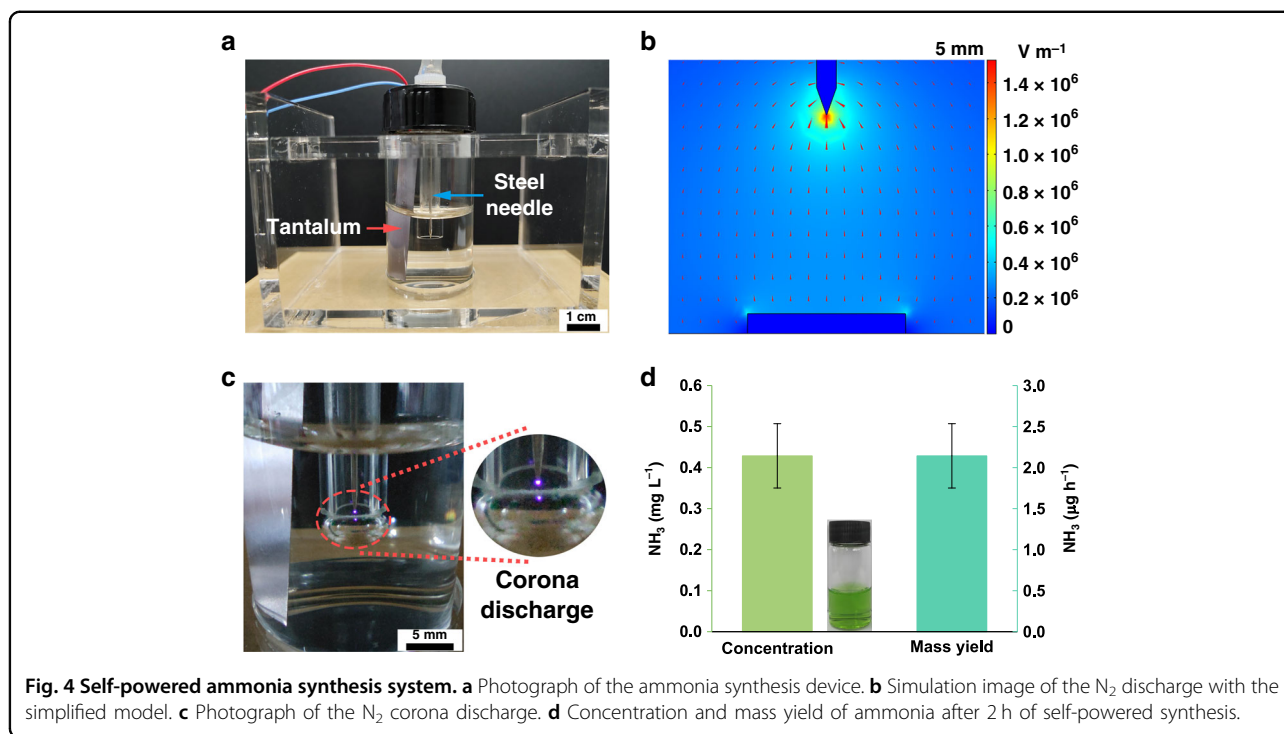 a
Steel
needle
Tantalum
1 cm
b
5 mm
V m⁻¹
1.4 × 10⁶
1.2 × 10⁶
1.0 × 10⁶
0.8 × 10⁶
0.6 × 10⁶
0.4 × 10⁶
0.2 × 10⁶
0
c
Corona
discharge
5 mm
d
0.6
0.5
0.4
0.3
0.2
0.1
0.0
NH₃ (mg L⁻¹)
3.0
2.5
2.0
1.5
1.0
0.5
0.0
NH₃ (µg h⁻¹)
Concentration
Mass yield
Fig. 4 Self-powered ammonia synthesis system. a Photograph of the ammonia synthesis device. b Simulation image of the N₂ discharge with the
simplified model. c Photograph of the N₂ corona discharge. d Concentration and mass yield of ammonia after 2 h of self-powered synthesis.